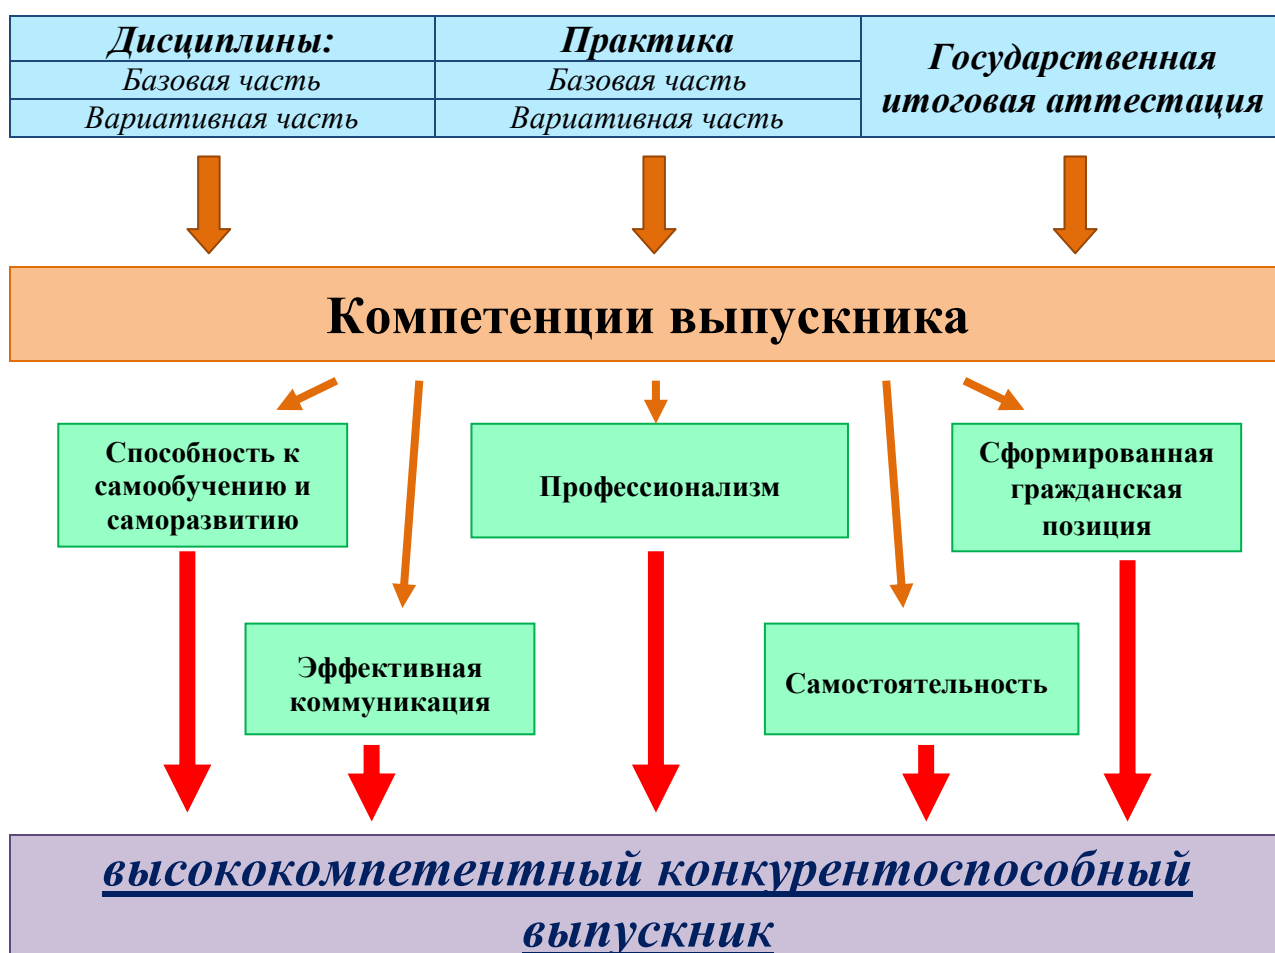 Дисциплины:
Базовая часть
Вариативная часть
Практика
Базовая часть
Вариативная часть
Государственная
итоговая аттестация
Компетенции выпускника
Способность к
самообучению и
саморазвитию
Профессионализм
Сформированная
гражданская
позиция
Эффективная
коммуникация
Самостоятельность
высококомпетентный конкурентоспособный
выпускник